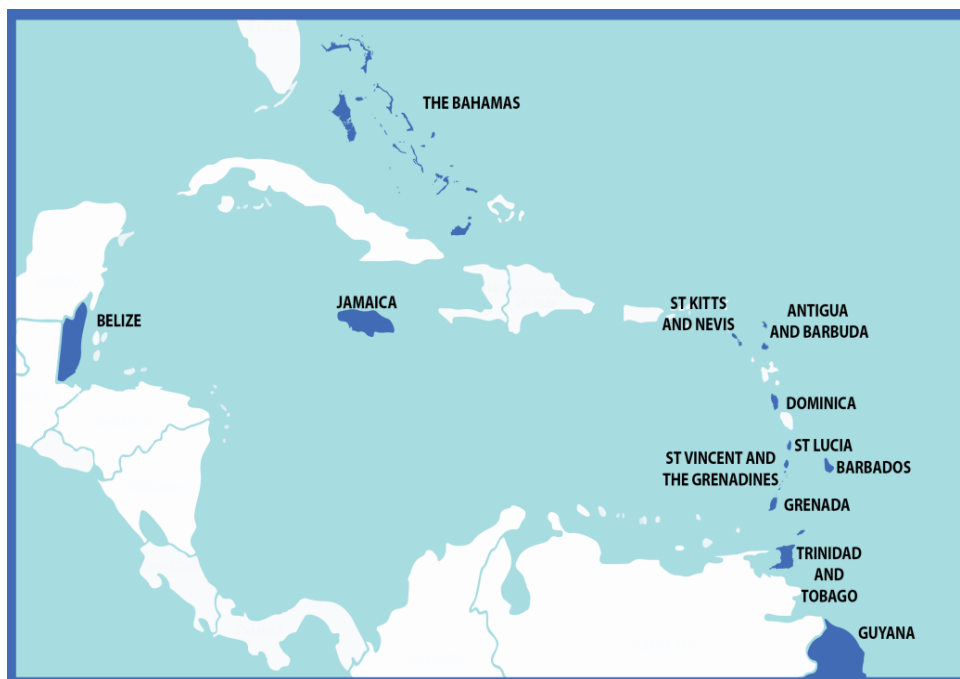 THE BAHAMAS
JAMAICA
BELIZE
ST KITTS
AND NEVIS
ANTIGUA
AND BARBUDA
DOMINICA
ST LUCIA
ST VINCENT AND
THE GRENADINES
BARBADOS
GRENADA
TRINIDAD
AND
TOBAGO
GUYANA